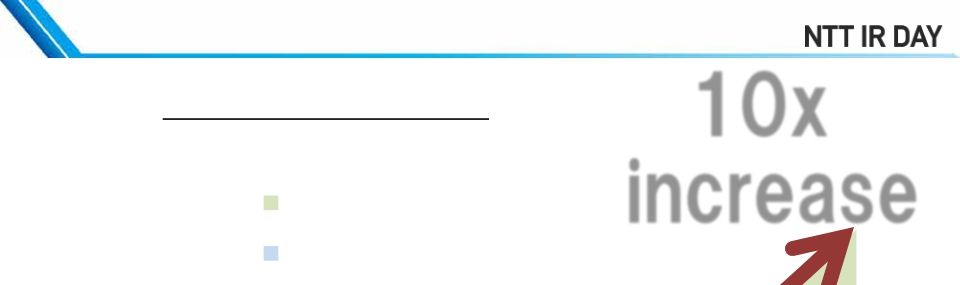 NTT IR DAY
10x
increase